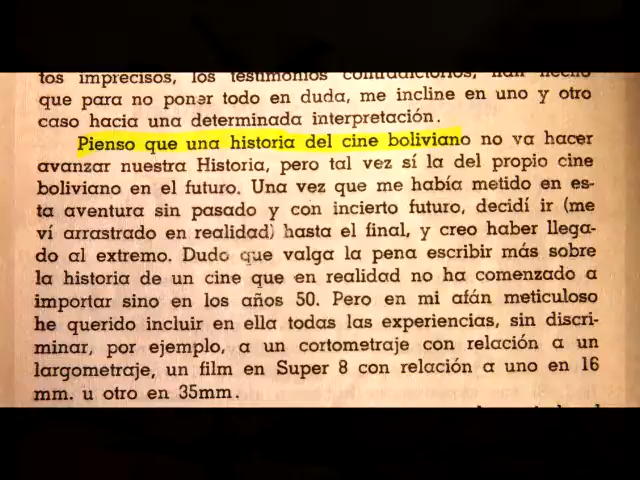 tos imprecisos, los testimonios contradictorios, han hecho
que para no poner todo en duda, me incline en uno y otro
caso hacia una determinada interpretación.
Pienso que una historia del cine boliviano no va hacer
avanzar nuestra Historia, pero tal vez sí la del propio cine
boliviano en el futuro. Una vez que me había metido en es-
ta aventura sin pasado y con incierto futuro, decidí ir (me
ví arrastrado en realidad) hasta el final, y creo haber llega-
do al extremo. Dudo que valga la pena escribir más sobre
la historia de un cine que en realidad no ha comenzado a
importar sino en los años 50. Pero en mi afán meticuloso
he querido incluir en ella todas las experiencias, sin discri-
minar, por ejemplo, a un cortometraje con relación a un
largometraje, un film en Super 8 con relación a uno en 16
mm. u otro en 35mm.